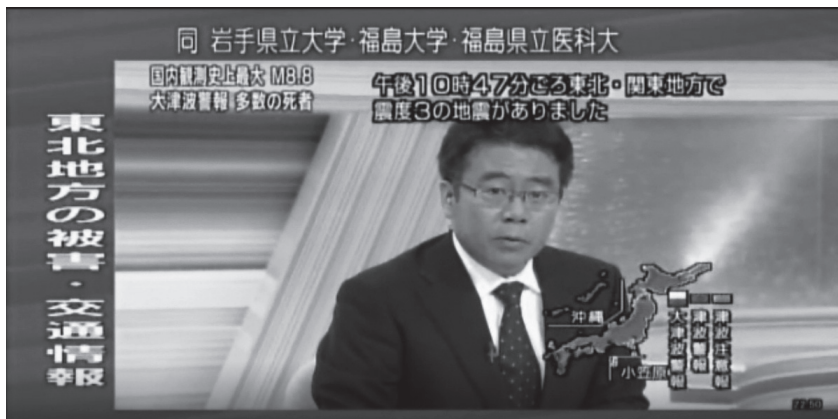 同 岩手県立大学・福島大学・福島県立医科大
国内観測史上最大 M8.8
大津波警報 多数の死者
午後10時47分ごろ東北・関東地方で
震度3の地震がありました
東北地方の被害・交通情報
沖縄
小笠原
大津波警報
津波警報
津波注意報
22:50